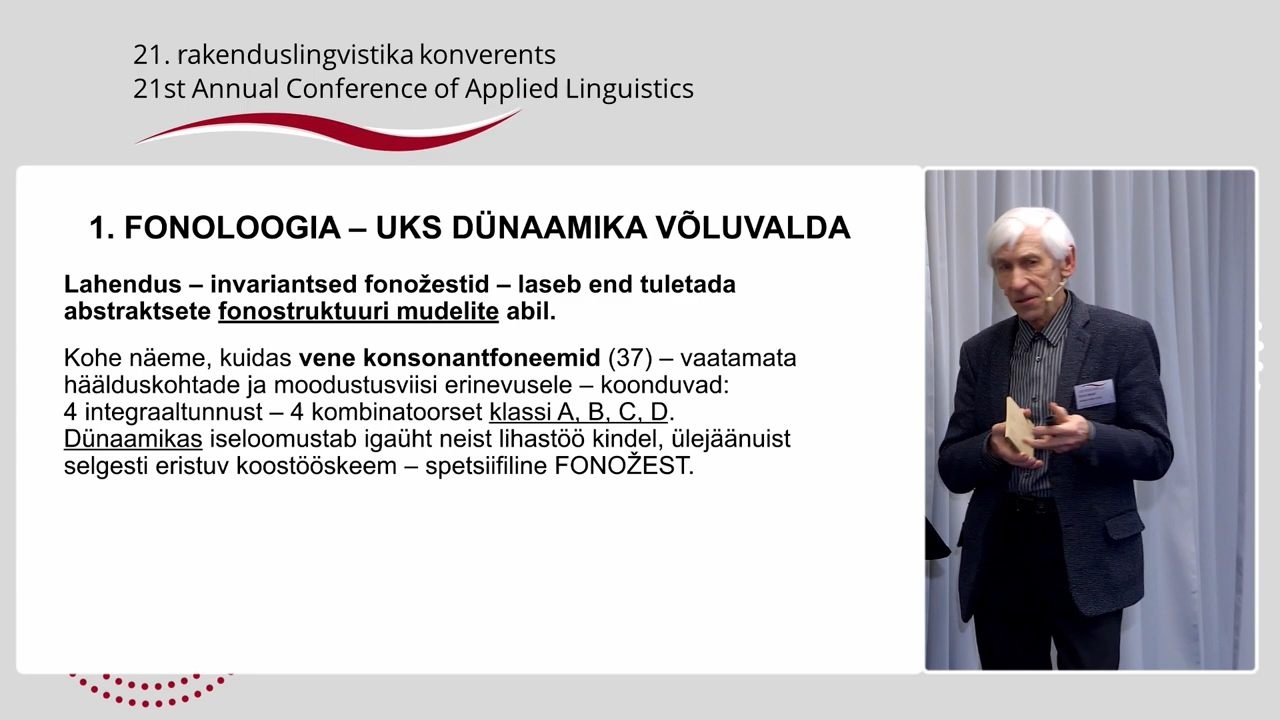 21. rakenduslingvistika konverents
21st Annual Conference of Applied Linguistics
1. FONOLOOGIA – UKS DÜNAAMIKA VÕLUVALDA
Lahendus – invariantsed fonožestid – laseb end tuletada
abstraktsete fonostruktuuri mudelite abil.
Kohe näeme, kuidas vene konsonantfoneemid (37) – vaatamata
häälduskohtade ja moodustusviisi erinevusele – koonduvad:
4 integraaltunnust – 4 kombinatoorset klassi A, B, C, D.
Dünaamikas iseloomustab igaüht neist lihastöö kindel, ülejäänuist
selgesti eristuv koostööskeem – spetsiifiline FONOŽEST.